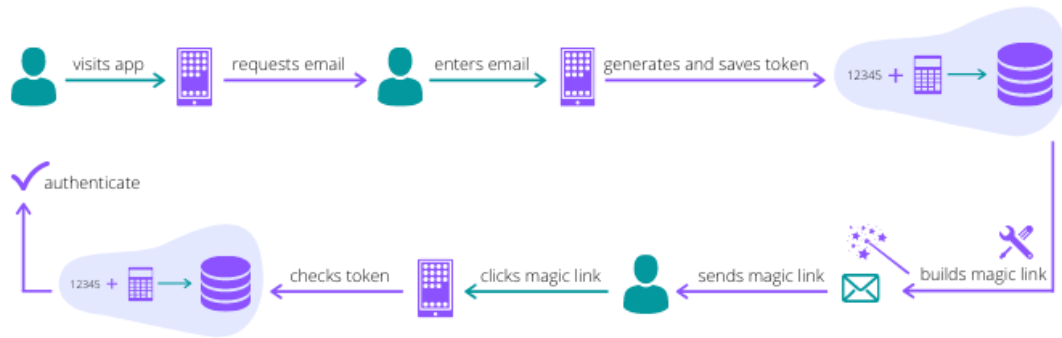 visits app
requests email
enters email
generates and saves token
12345 +
authenticate
builds magic link
sends magic link
clicks magic link
checks token
12345 +